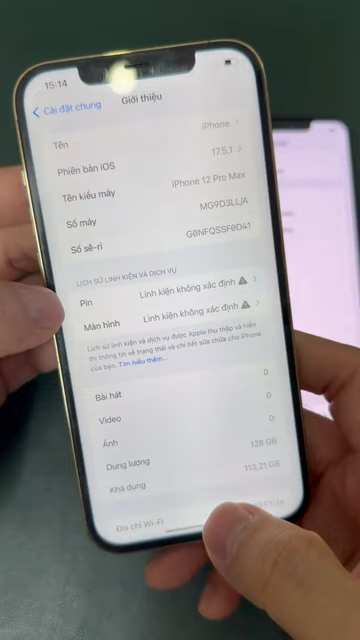 15:14
Cài đặt chung
Giới thiệu
Tên
iPhone
Phiên bản iOS
17.5.1
Tên kiểu máy
iPhone 12 Pro Max
Số máy
MG9D3LL/A
Số sê-ri
G0NFQSSF0D41
LỊCH SỬ LINH KIỆN VÀ DỊCH VỤ
Pin
Linh kiện không xác định
Màn hình
Linh kiện không xác định
Lịch sử linh kiện và dịch vụ được Apple thu thập và hiển
thị thông tin về trạng thái và chi tiết sửa chữa cho iPhone
của bạn. Tìm hiểu thêm...
Bài hát
0
Video
0
Ảnh
0
Dung lượng
128 GB
Khả dụng
113,21 GB
Địa chỉ Wi-Fi